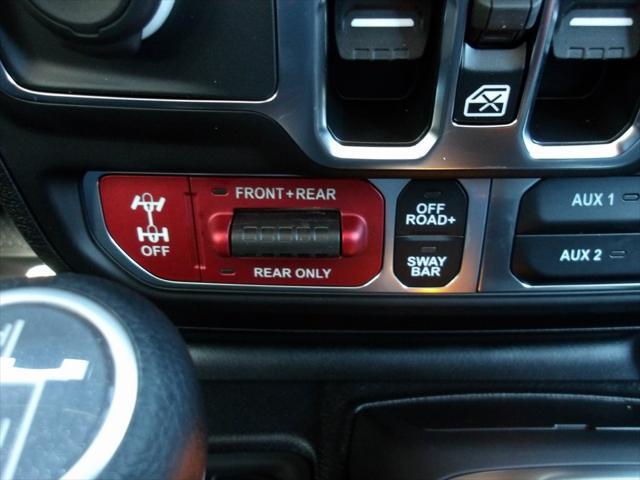 FRONT+REAR
OFF
REAR ONLY
OFF
ROAD+
SWAY
BAR
AUX 1
AUX 2